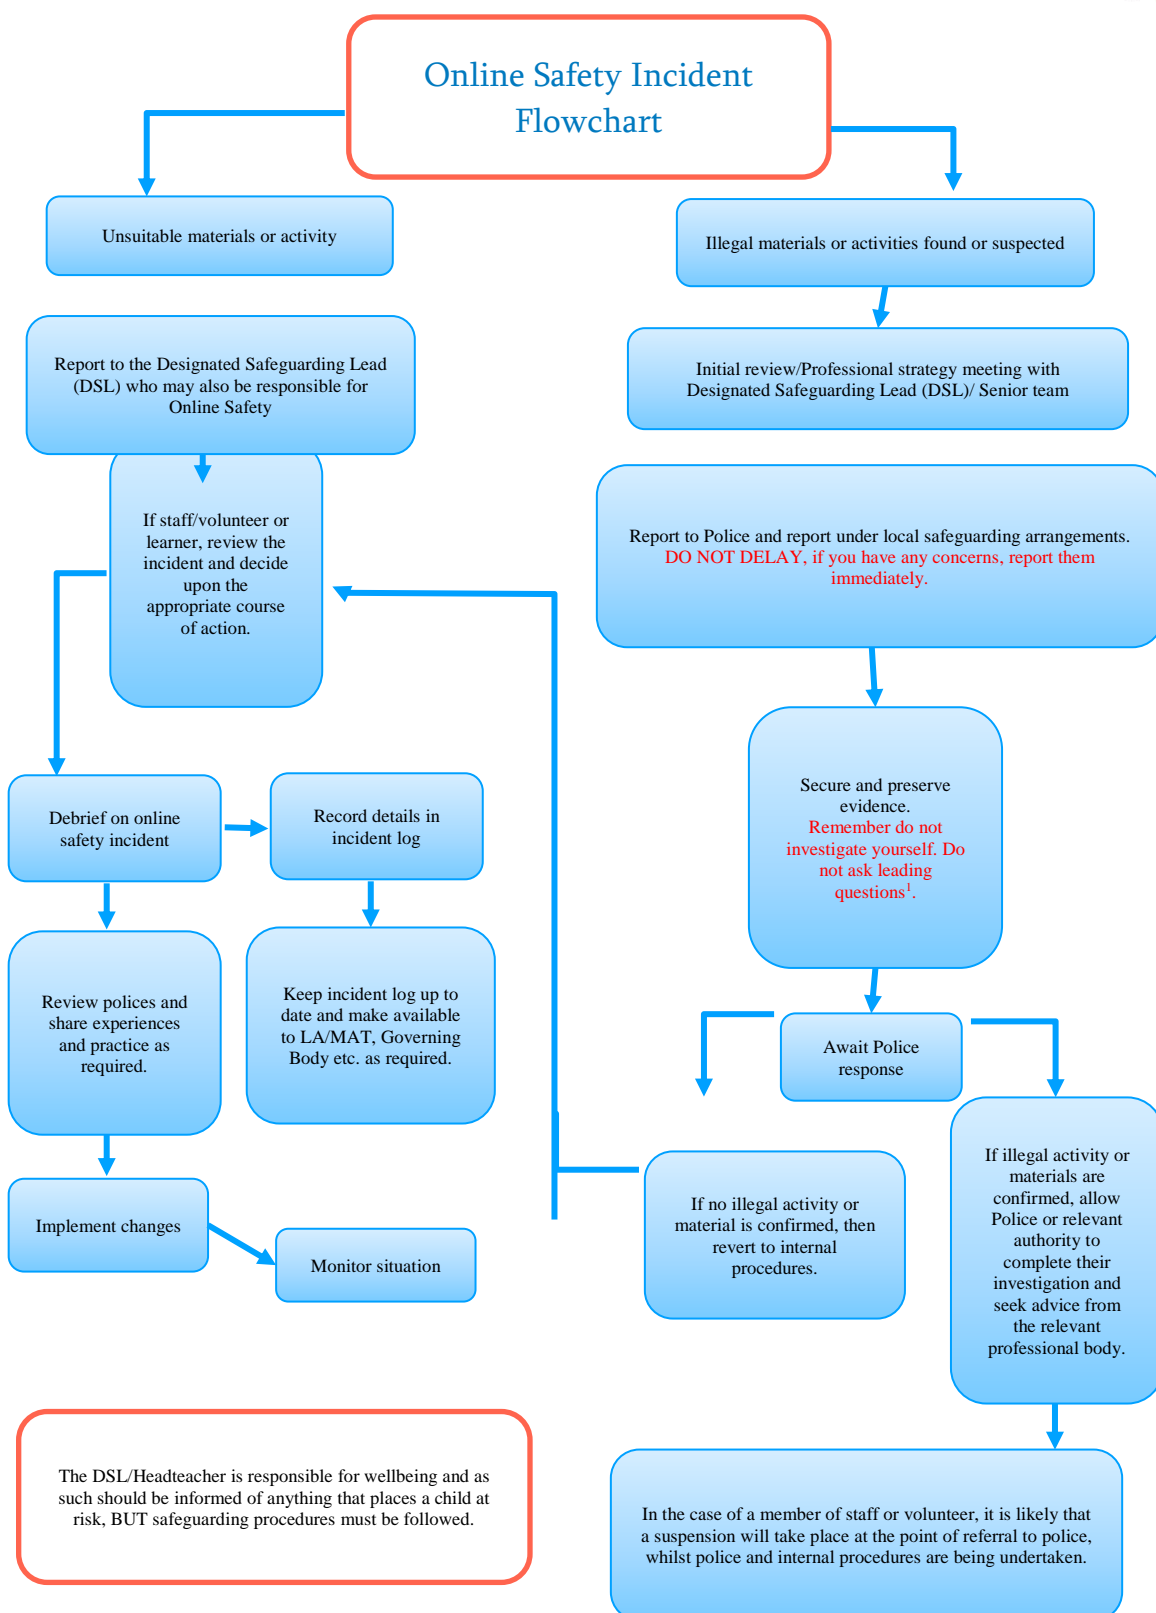 Online Safety Incident
Flowchart
Unsuitable materials or activity
Report to the Designated Safeguarding Lead
(DSL) who may also be responsible for
Online Safety
If staff/volunteer or
learner, review the
incident and decide
upon the
appropriate course
of action.
Debrief on online
safety incident
Record details in
incident log
Review polices and
share experiences
and practice as
required.
Keep incident log up to
date and make available
to LA/MAT, Governing
Body etc. as required.
Implement changes
Monitor situation
Illegal materials or activities found or suspected
Initial review/Professional strategy meeting with
Designated Safeguarding Lead (DSL)/ Senior team
Report to Police and report under local safeguarding arrangements.
DO NOT DELAY, if you have any concerns, report them
immediately.
Secure and preserve
evidence.
Remember do not
investigate yourself. Do
not ask leading
questions¹.
Await Police
response
If no illegal activity or
material is confirmed, then
revert to internal
procedures.
If illegal activity or
materials are
confirmed, allow
Police or relevant
authority to
complete their
investigation and
seek advice from
the relevant
professional body.
In the case of a member of staff or volunteer, it is likely that
a suspension will take place at the point of referral to police,
whilst police and internal procedures are being undertaken.
The DSL/Headteacher is responsible for wellbeing and as
such should be informed of anything that places a child at
risk, BUT safeguarding procedures must be followed.